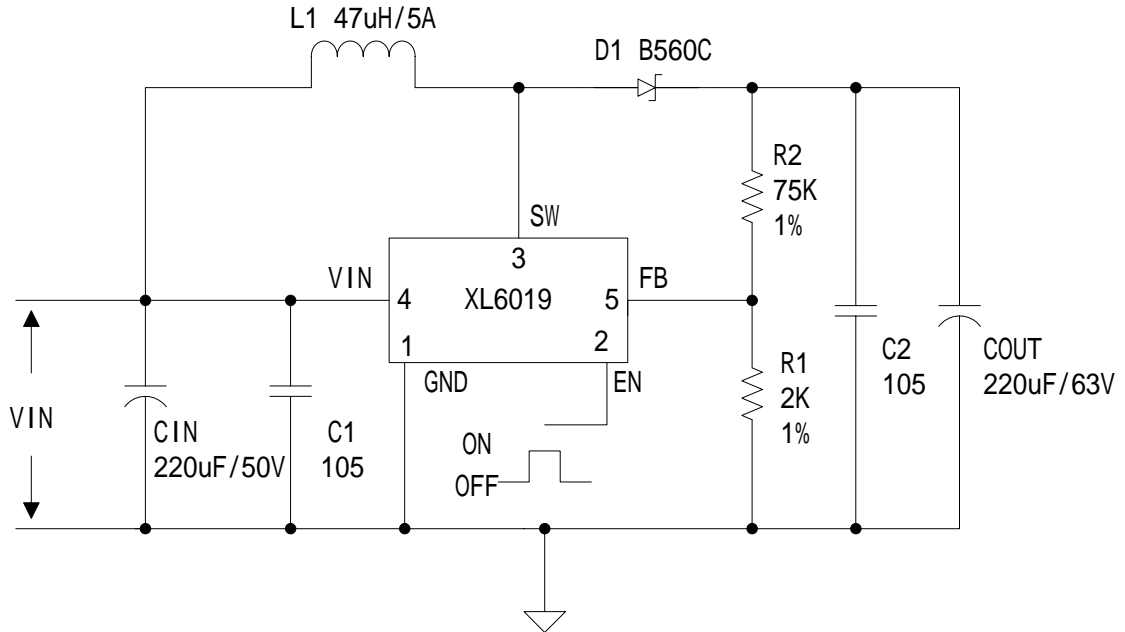 L1 47uH/5A
D1 B560C
R2
75K
1%
SW
3
VIN
4
XL6019
5
FB
1
2
GND
EN
VIN
CIN
220uF/50V
C1
105
ON
OFF
R1
2K
1%
C2
105
COUT
220uF/63V